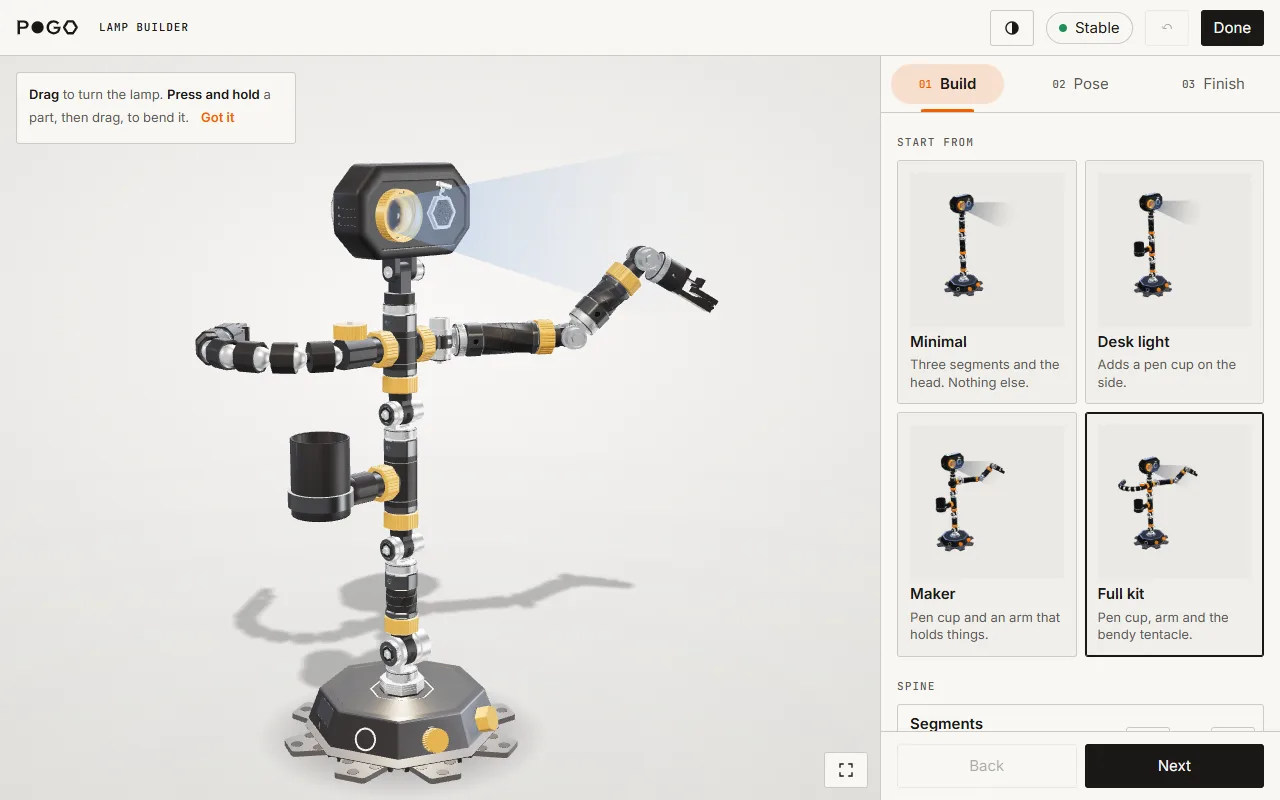 POGO LAMP BUILDER
Stable
Done
Drag to turn the lamp. Press and hold a
part, then drag, to bend it. Got it
01 Build
02 Pose
03 Finish
START FROM
Minimal
Three segments and the
head. Nothing else.
Desk light
Adds a pen cup on the
side.
Maker
Pen cup and an arm that
holds things.
Full kit
Pen cup, arm and the
bendy tentacle.
SPINE
Segments
Back
Next